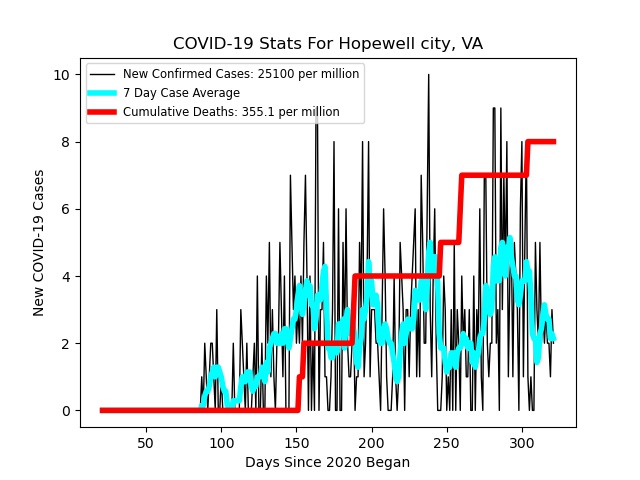 COVID-19 Stats For Hopewell city, VA
New Confirmed Cases: 25100 per million
7 Day Case Average
Cumulative Deaths: 355.1 per million
New COVID-19 Cases
10
8
6
4
2
0
50 100 150 200 250 300
Days Since 2020 Began